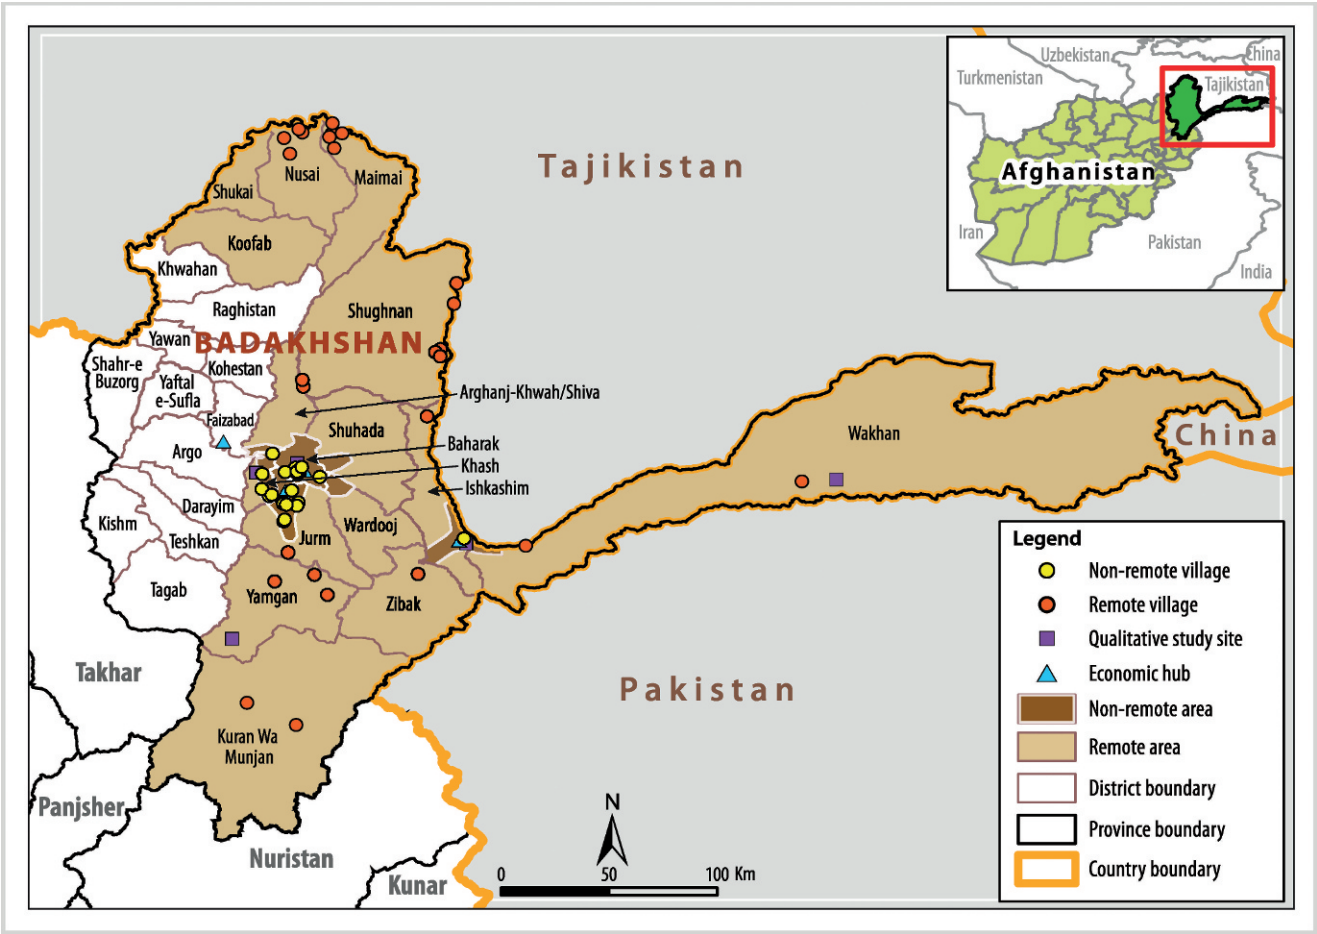 Uzbekistan
China
Turkmenistan
Tajikistan
Afghanistan
Iran
Pakistan
India
Tajikistan
Nusai
Maimai
Shukai
Koofab
Khwahan
Raghistan
Shughnan
BADAKHSHAN
Yawan
Shahr-e
Buzorg
Kohestan
Yaftal
e-Sufla
Arghanj-Khwah/Shiva
Faizabad
Shuhada
Argo
Baharak
Khash
Ishkashim
Wakhan
China
Darayim
Kishm
Wardooj
Teshkan
Jurm
Tagab
Yamgan
Zibak
Takhar
Pakistan
Kuran Wa
Munjan
Panjsher
Nuristan
Kunar
N
0 50 100 Km
Legend
Non-remote village
Remote village
Qualitative study site
Economic hub
Non-remote area
Remote area
District boundary
Province boundary
Country boundary